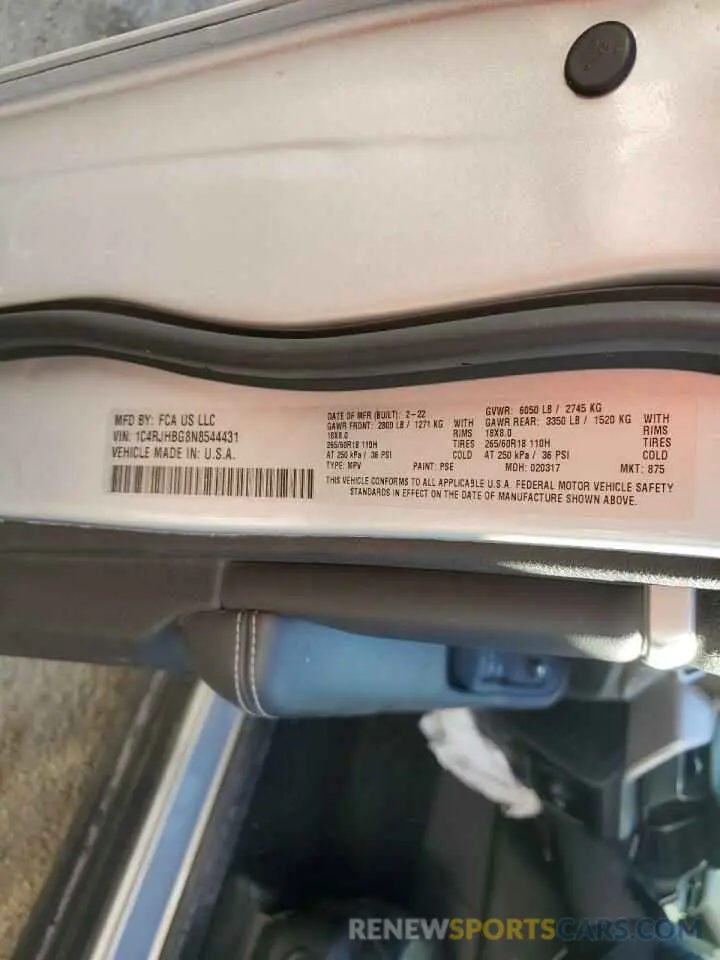 MFD BY: FCA US LLC
VIN: 1C4RJHBG8N8544431
VEHICLE MADE IN: U.S.A.
DATE OF MFR (BUILT): 2-22
GAWR FRONT: 2800 LB / 1271 KG WITH
18X8.0 RIMS
265/60R18 110H TIRES
AT 250 kPa / 36 PSI COLD
TYPE: MPV PAINT: PSE
GVWR: 6050 LB / 2745 KG
GAWR REAR: 3350 LB / 1520 KG WITH
18X8.0 RIMS
265/60R18 110H TIRES
AT 250 kPa / 36 PSI COLD
MDH: 020317 MKT: 875
THIS VEHICLE CONFORMS TO ALL APPLICABLE U.S.A. FEDERAL MOTOR VEHICLE SAFETY
STANDARDS IN EFFECT ON THE DATE OF MANUFACTURE SHOWN ABOVE.
RENEWSPORTSCARS.COM